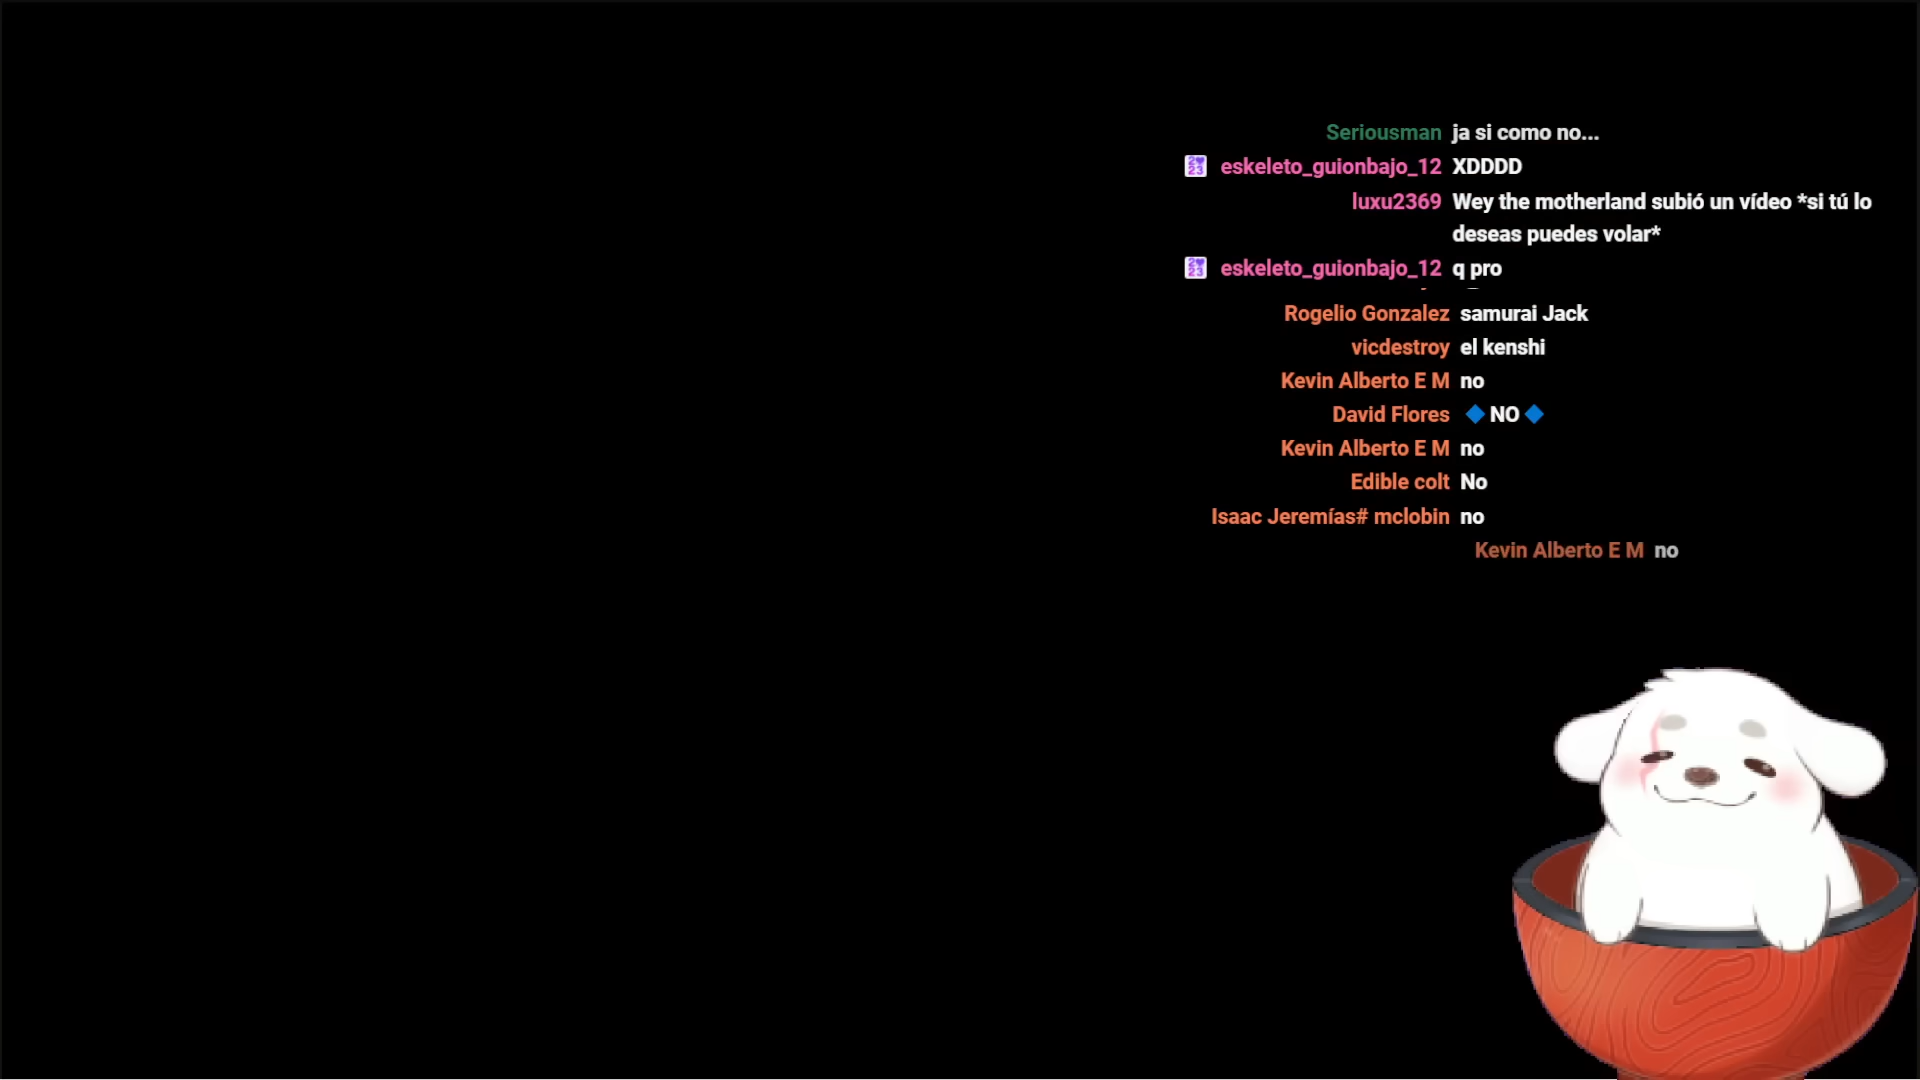 Seriousman ja si como no...
eskeleto_guionbajo_12 XDDDD
luxu2369 Wey the motherland subió un vídeo *si tú lo
deseas puedes volar*
eskeleto_guionbajo_12 q pro
Rogelio Gonzalez samurai Jack
vicdestroy el kenshi
Kevin Alberto E M no
David Flores 🔷 NO 🔷
Kevin Alberto E M no
Edible colt No
Isaac Jeremías# mclobin no
Kevin Alberto E M no